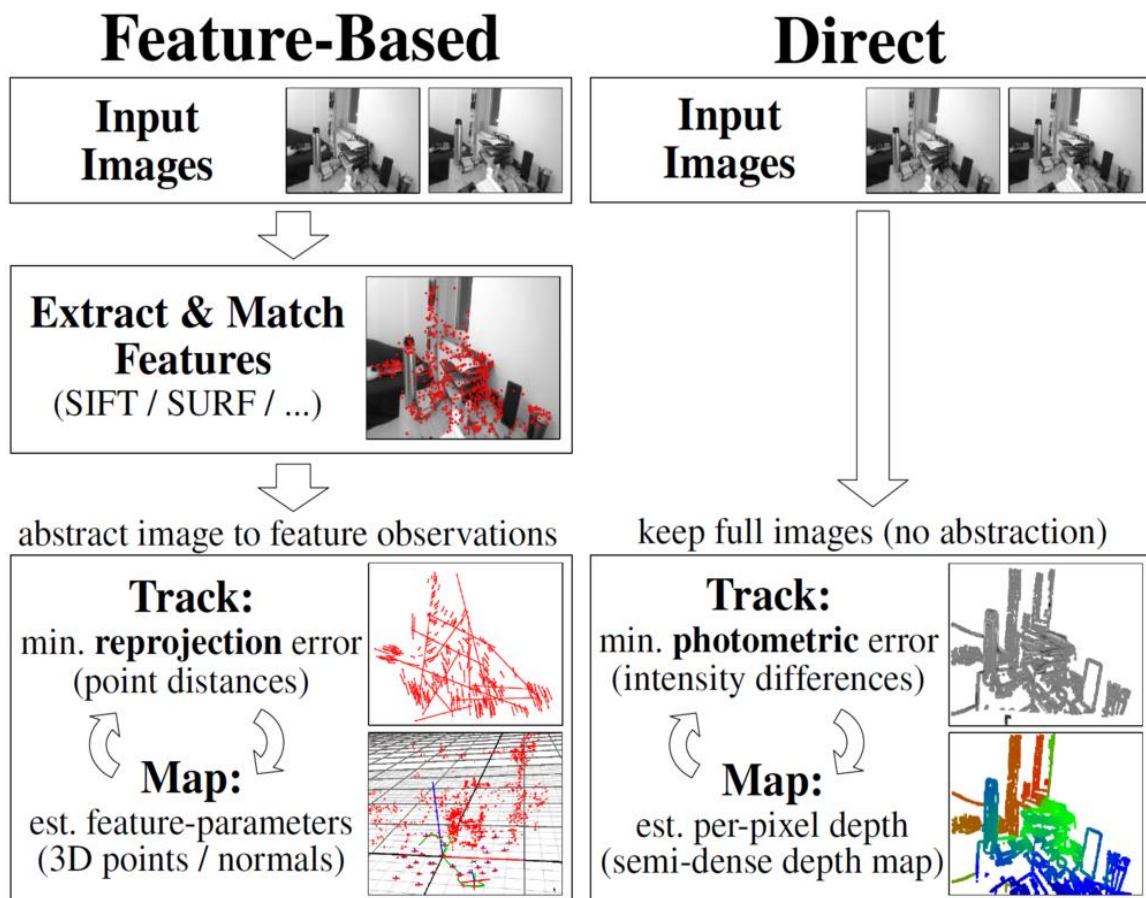 Feature-Based
Input
Images
Extract & Match
Features
(SIFT / SURF / ...)
abstract image to feature observations
Track:
min. reprojection error
(point distances)
Map:
est. feature-parameters
(3D points / normals)
Direct
Input
Images
keep full images (no abstraction)
Track:
min. photometric error
(intensity differences)
Map:
est. per-pixel depth
(semi-dense depth map)